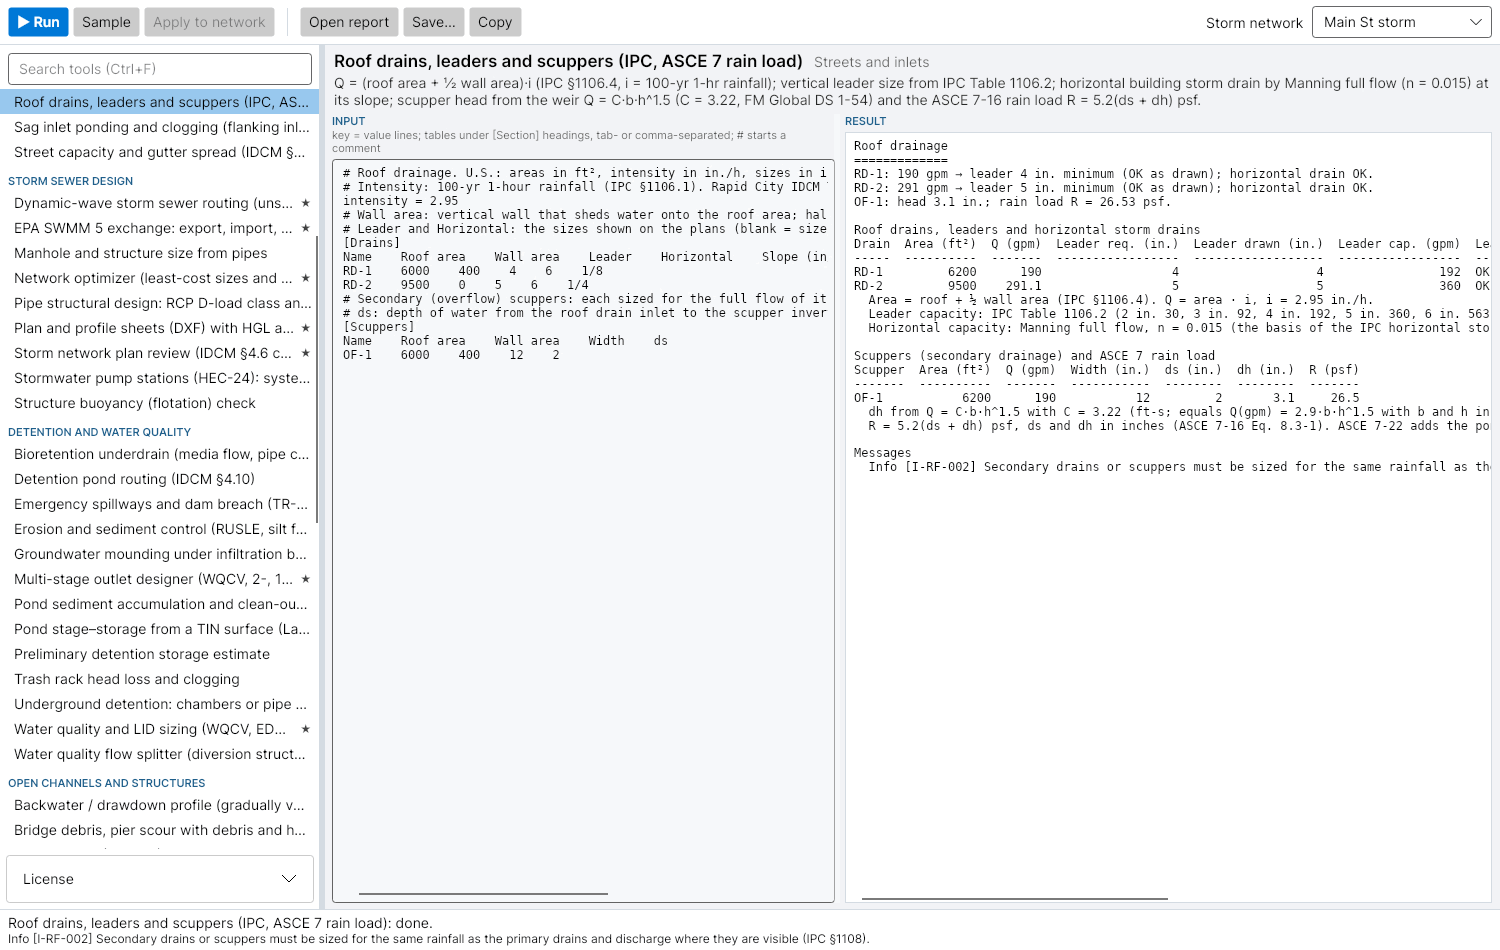 Run Sample Apply to network Open report Save... Copy Storm network Main St storm
Search tools (Ctrl+F)
Roof drains, leaders and scuppers (IPC, AS...
Sag inlet ponding and clogging (flanking inl...
Street capacity and gutter spread (IDCM §...
STORM SEWER DESIGN
Dynamic-wave storm sewer routing (uns... ★
EPA SWMM 5 exchange: export, import, ... ★
Manhole and structure size from pipes
Network optimizer (least-cost sizes and ... ★
Pipe structural design: RCP D-load class an...
Plan and profile sheets (DXF) with HGL a... ★
Storm network plan review (IDCM §4.6 c... ★
Stormwater pump stations (HEC-24): syste...
Structure buoyancy (flotation) check
DETENTION AND WATER QUALITY
Bioretention underdrain (media flow, pipe c...
Detention pond routing (IDCM §4.10)
Emergency spillways and dam breach (TR-...
Erosion and sediment control (RUSLE, silt f...
Groundwater mounding under infiltration b...
Multi-stage outlet designer (WQCV, 2-, 1... ★
Pond sediment accumulation and clean-ou...
Pond stage–storage from a TIN surface (La...
Preliminary detention storage estimate
Trash rack head loss and clogging
Underground detention: chambers or pipe ...
Water quality and LID sizing (WQCV, ED... ★
Water quality flow splitter (diversion struct...
OPEN CHANNELS AND STRUCTURES
Backwater / drawdown profile (gradually v...
Bridge debris, pier scour with debris and h...
License
Roof drains, leaders and scuppers (IPC, ASCE 7 rain load) Streets and inlets
Q = (roof area + ½ wall area)·i (IPC §1106.4, i = 100-yr 1-hr rainfall); vertical leader size from IPC Table 1106.2; horizontal building storm drain by Manning full flow (n = 0.015) at
its slope; scupper head from the weir Q = C·b·h^1.5 (C = 3.22, FM Global DS 1-54) and the ASCE 7-16 rain load R = 5.2(ds + dh) psf.
INPUT
key = value lines; tables under [Section] headings, tab- or comma-separated; # starts a
comment
# Roof drainage. U.S.: areas in ft², intensity in in./h, sizes in i
# Intensity: 100-yr 1-hour rainfall (IPC §1106.1). Rapid City IDCM
intensity = 2.95
# Wall area: vertical wall that sheds water onto the roof area; hal
# Leader and Horizontal: the sizes shown on the plans (blank = size
[Drains]
Name Roof area Wall area Leader Horizontal Slope (in
RD-1 6000 400 4 6 1/8
RD-2 9500 0 5 6 1/4
# Secondary (overflow) scuppers: each sized for the full flow of it
# ds: depth of water from the roof drain inlet to the scupper inver
[Scuppers]
Name Roof area Wall area Width ds
OF-1 6000 400 12 2
RESULT
Roof drainage
=============
RD-1: 190 gpm → leader 4 in. minimum (OK as drawn); horizontal drain OK.
RD-2: 291 gpm → leader 5 in. minimum (OK as drawn); horizontal drain OK.
OF-1: head 3.1 in.; rain load R = 26.53 psf.
Roof drains, leaders and horizontal storm drains
Drain Area (ft²) Q (gpm) Leader req. (in.) Leader drawn (in.) Leader cap. (gpm) Le
----- ---------- ------- ----------------- ------------------ ----------------- --
RD-1 6200 190 4 4 192 OK
RD-2 9500 291.1 5 5 360 OK
Area = roof + ½ wall area (IPC §1106.4). Q = area · i, i = 2.95 in./h.
Leader capacity: IPC Table 1106.2 (2 in. 30, 3 in. 92, 4 in. 192, 5 in. 360, 6 in. 563
Horizontal capacity: Manning full flow, n = 0.015 (the basis of the IPC horizontal sto
Scuppers (secondary drainage) and ASCE 7 rain load
Scupper Area (ft²) Q (gpm) Width (in.) ds (in.) dh (in.) R (psf)
------- ---------- ------- ----------- -------- -------- -------
OF-1 6200 190 12 2 3.1 26.5
dh from Q = C·b·h^1.5 with C = 3.22 (ft-s; equals Q(gpm) = 2.9·b·h^1.5 with b and h in
R = 5.2(ds + dh) psf, ds and dh in inches (ASCE 7-16 Eq. 8.3-1). ASCE 7-22 adds the po
Messages
Info [I-RF-002] Secondary drains or scuppers must be sized for the same rainfall as th
Roof drains, leaders and scuppers (IPC, ASCE 7 rain load): done.
Info [I-RF-002] Secondary drains or scuppers must be sized for the same rainfall as the primary drains and discharge where they are visible (IPC §1108).